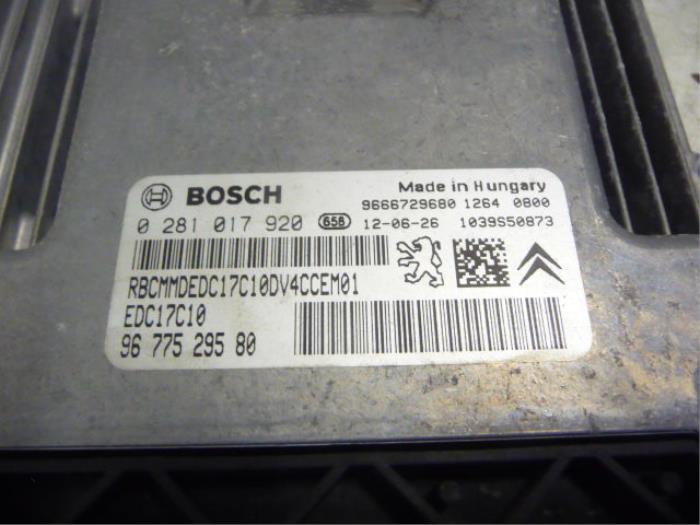 BOSCH Made in Hungary
9666729680 1264 0800
0 281 017 920 658 12-06-26 1039S50873
RBCMMDEDC17C10DV4CCEM01
EDC17C10
96 775 295 80